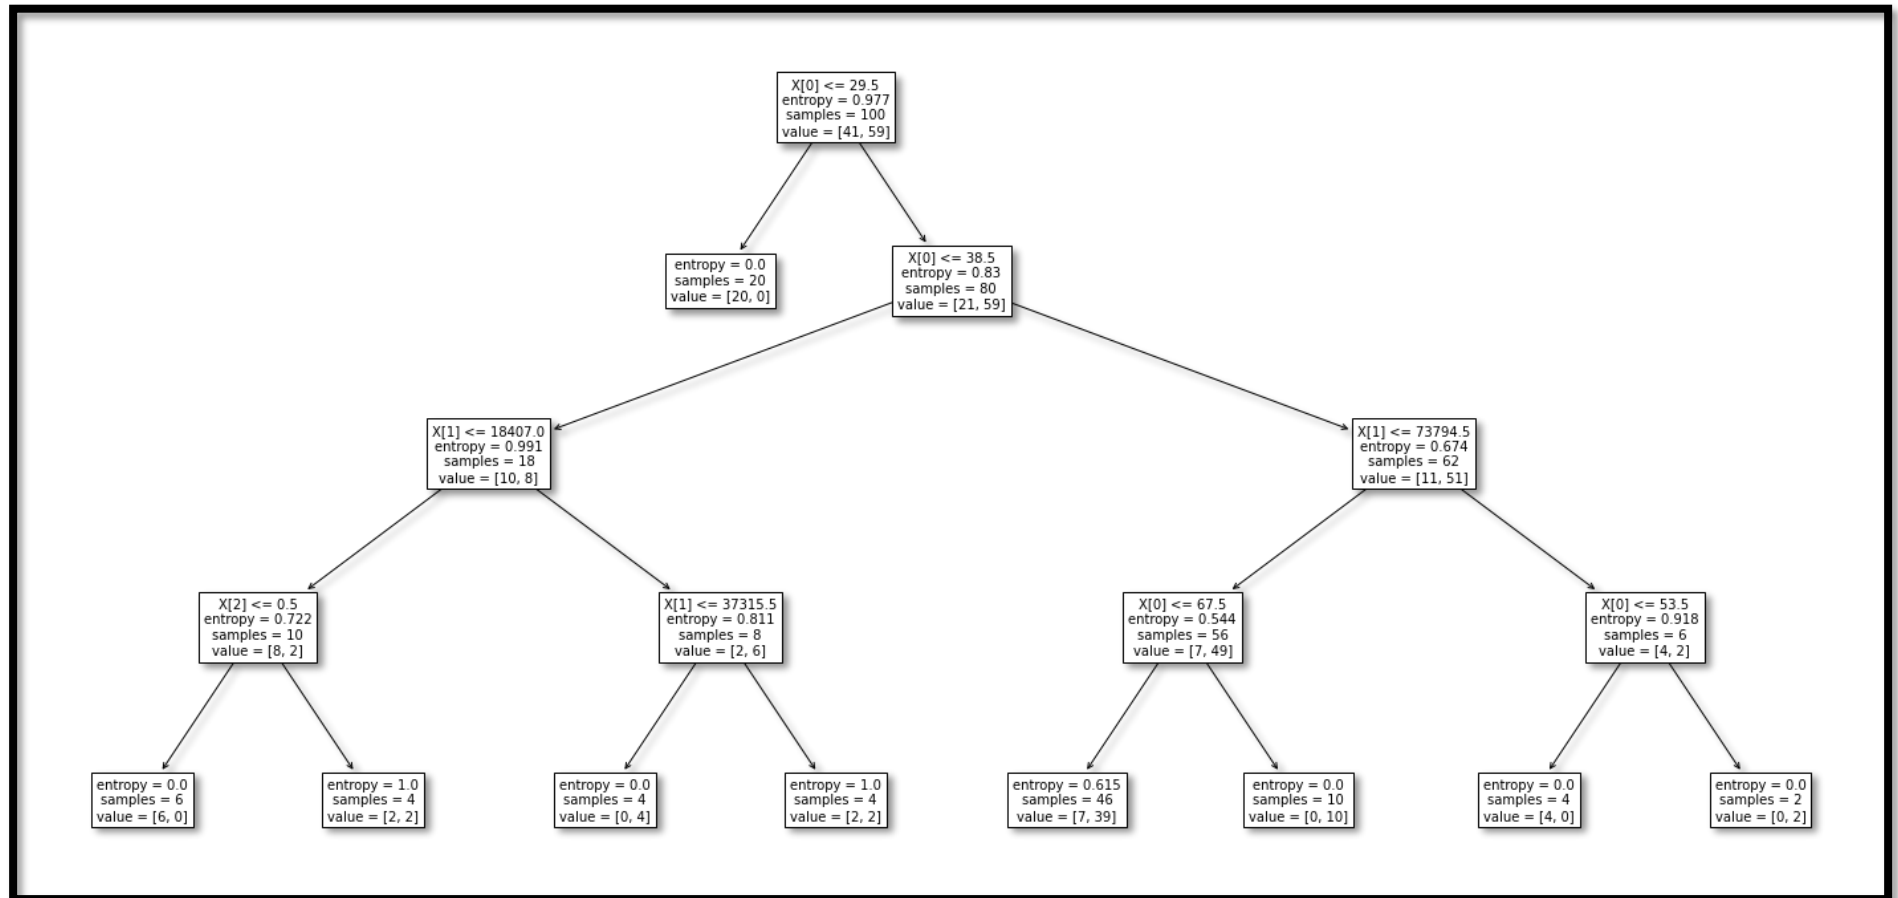 X[0] <= 29.5
entropy = 0.977
samples = 100
value = [41, 59]
entropy = 0.0
samples = 20
value = [20, 0]
X[0] <= 38.5
entropy = 0.83
samples = 80
value = [21, 59]
X[1] <= 18407.0
entropy = 0.991
samples = 18
value = [10, 8]
X[1] <= 73794.5
entropy = 0.674
samples = 62
value = [11, 51]
X[2] <= 0.5
entropy = 0.722
samples = 10
value = [8, 2]
X[1] <= 37315.5
entropy = 0.811
samples = 8
value = [2, 6]
X[0] <= 67.5
entropy = 0.544
samples = 56
value = [7, 49]
X[0] <= 53.5
entropy = 0.918
samples = 6
value = [4, 2]
entropy = 0.0
samples = 6
value = [6, 0]
entropy = 1.0
samples = 4
value = [2, 2]
entropy = 0.0
samples = 4
value = [0, 4]
entropy = 1.0
samples = 4
value = [2, 2]
entropy = 0.615
samples = 46
value = [7, 39]
entropy = 0.0
samples = 10
value = [0, 10]
entropy = 0.0
samples = 4
value = [4, 0]
entropy = 0.0
samples = 2
value = [0, 2]